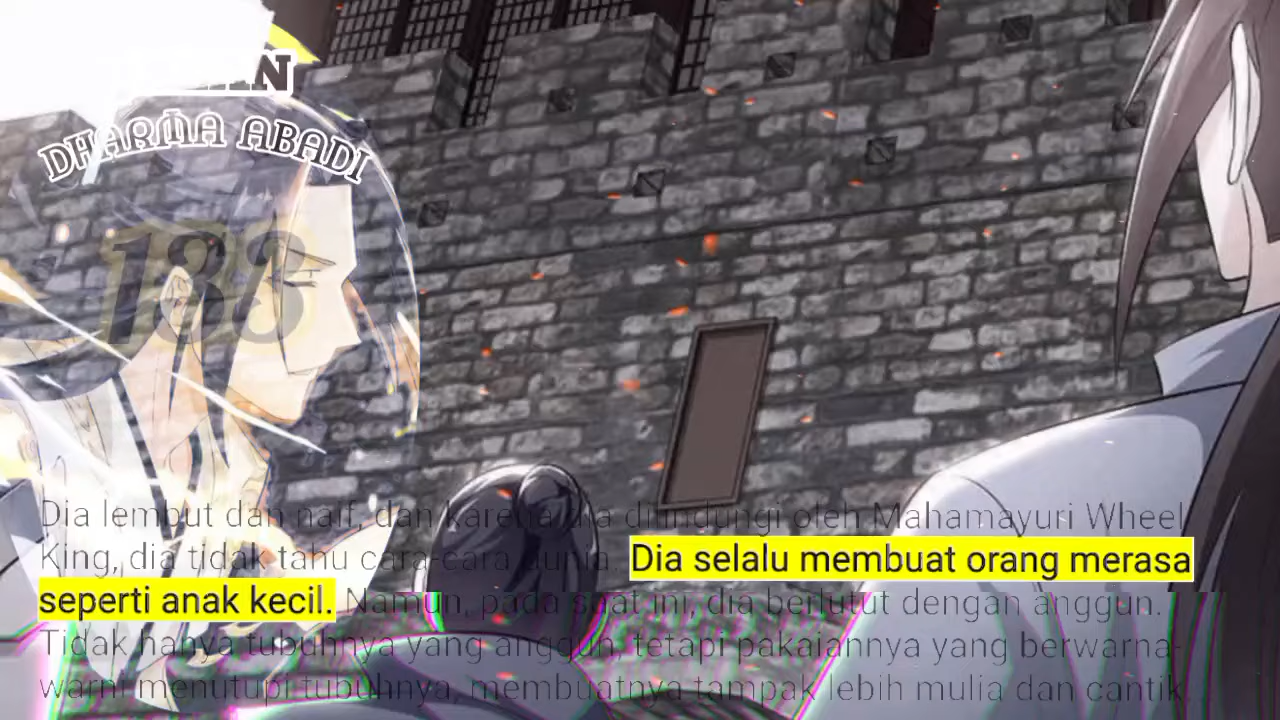 DHARMA ABADI
133
Dia lembut dan naif, dan karena dia dilindungi oleh Mahamayuri Wheel
King, dia tidak tahu cara-cara dunia. Dia selalu membuat orang merasa
seperti anak kecil. Namun, pada saat ini, dia berlutut dengan anggun.
Tidak hanya tubuhnya yang anggun, tetapi pakaiannya yang berwarna-
warni menutupi tubuhnya, membuatnya tampak lebih mulia dan cantik.